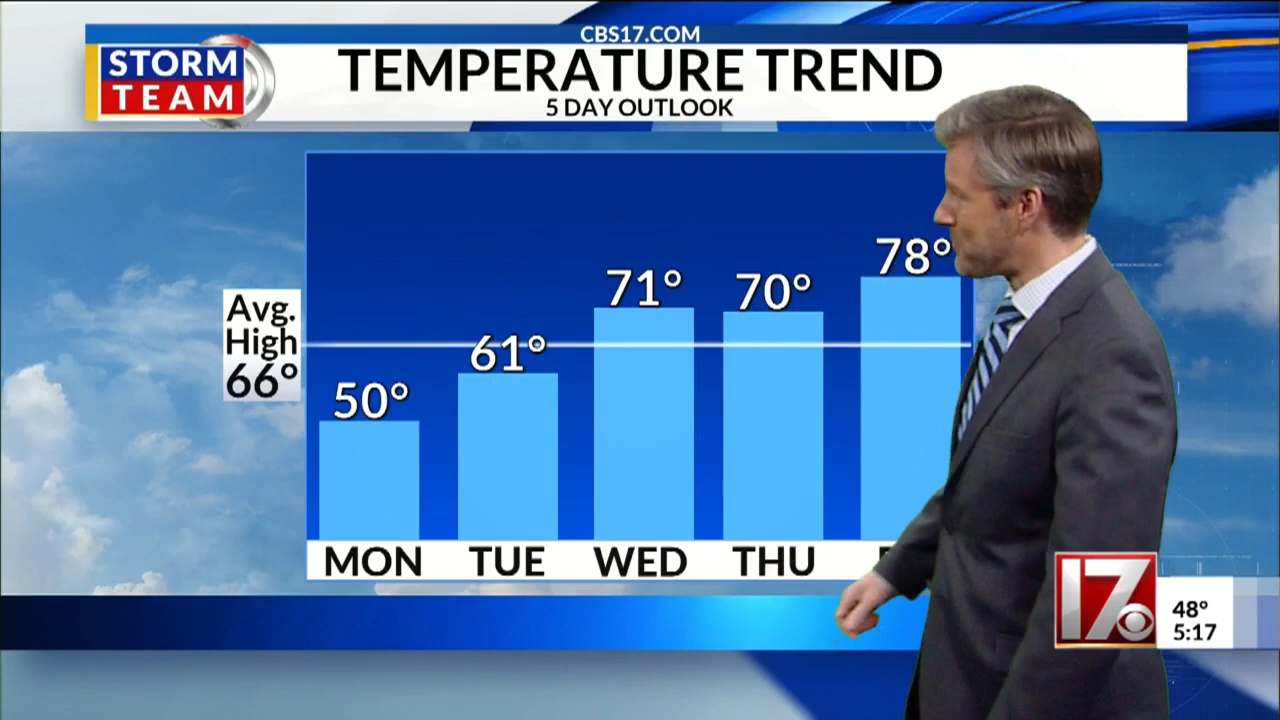 CBS17.COM
STORM
TEAM
TEMPERATURE TREND
5 DAY OUTLOOK
Avg.
High
66°
50°
61°
71°
70°
78°
MON TUE WED THU
17
48°
5:17